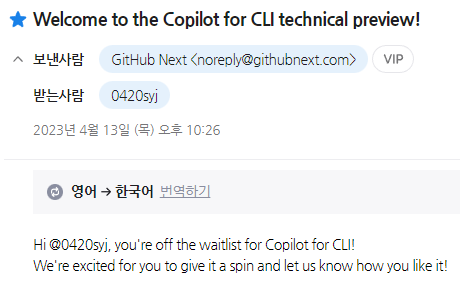 Welcome to the Copilot for CLI technical preview!
보낸사람 GitHub Next <noreply@githubnext.com> VIP
받는사람 0420syj
2023년 4월 13일 (목) 오후 10:26
영어 → 한국어 번역하기
Hi @0420syj, you're off the waitlist for Copilot for CLI!
We're excited for you to give it a spin and let us know how you like it!